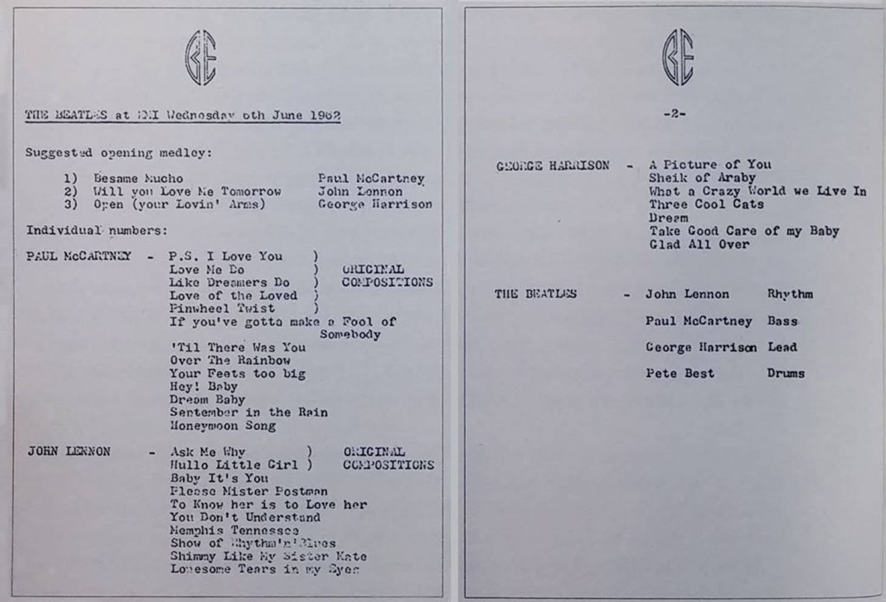 BE
THE BEATLES at EMI Wednesday 6th June 1962
Suggested opening medley:
1) Besame Mucho Paul McCartney
2) Will you Love Me Tomorrow John Lennon
3) Open (your Lovin' Arms) George Harrison
Individual numbers:
PAUL McCARTNEY - P.S. I Love You )
Love Me Do ) ORIGINAL
Like Dreamers Do ) COMPOSITIONS
Love of the Loved )
Pinwheel Twist )
If you've gotta make a Fool of
Somebody
'Til There Was You
Over The Rainbow
Your Feets too big
Hey! Baby
Dream Baby
September in the Rain
Honeymoon Song
JOHN LENNON - Ask Me Why ) ORIGINAL
Hullo Little Girl ) COMPOSITIONS
Baby It's You
Please Mister Postman
To Know her is to Love her
You Don't Understand
Memphis Tennessee
Show of Rhythm'n'Blues
Shimmy Like My Sister Kate
Lonesome Tears in my Eyes
BE
-2-
GEORGE HARRISON - A Picture of You
Sheik of Araby
What a Crazy World we Live In
Three Cool Cats
Dream
Take Good Care of my Baby
Glad All Over
THE BEATLES - John Lennon Rhythm
Paul McCartney Bass
George Harrison Lead
Pete Best Drums